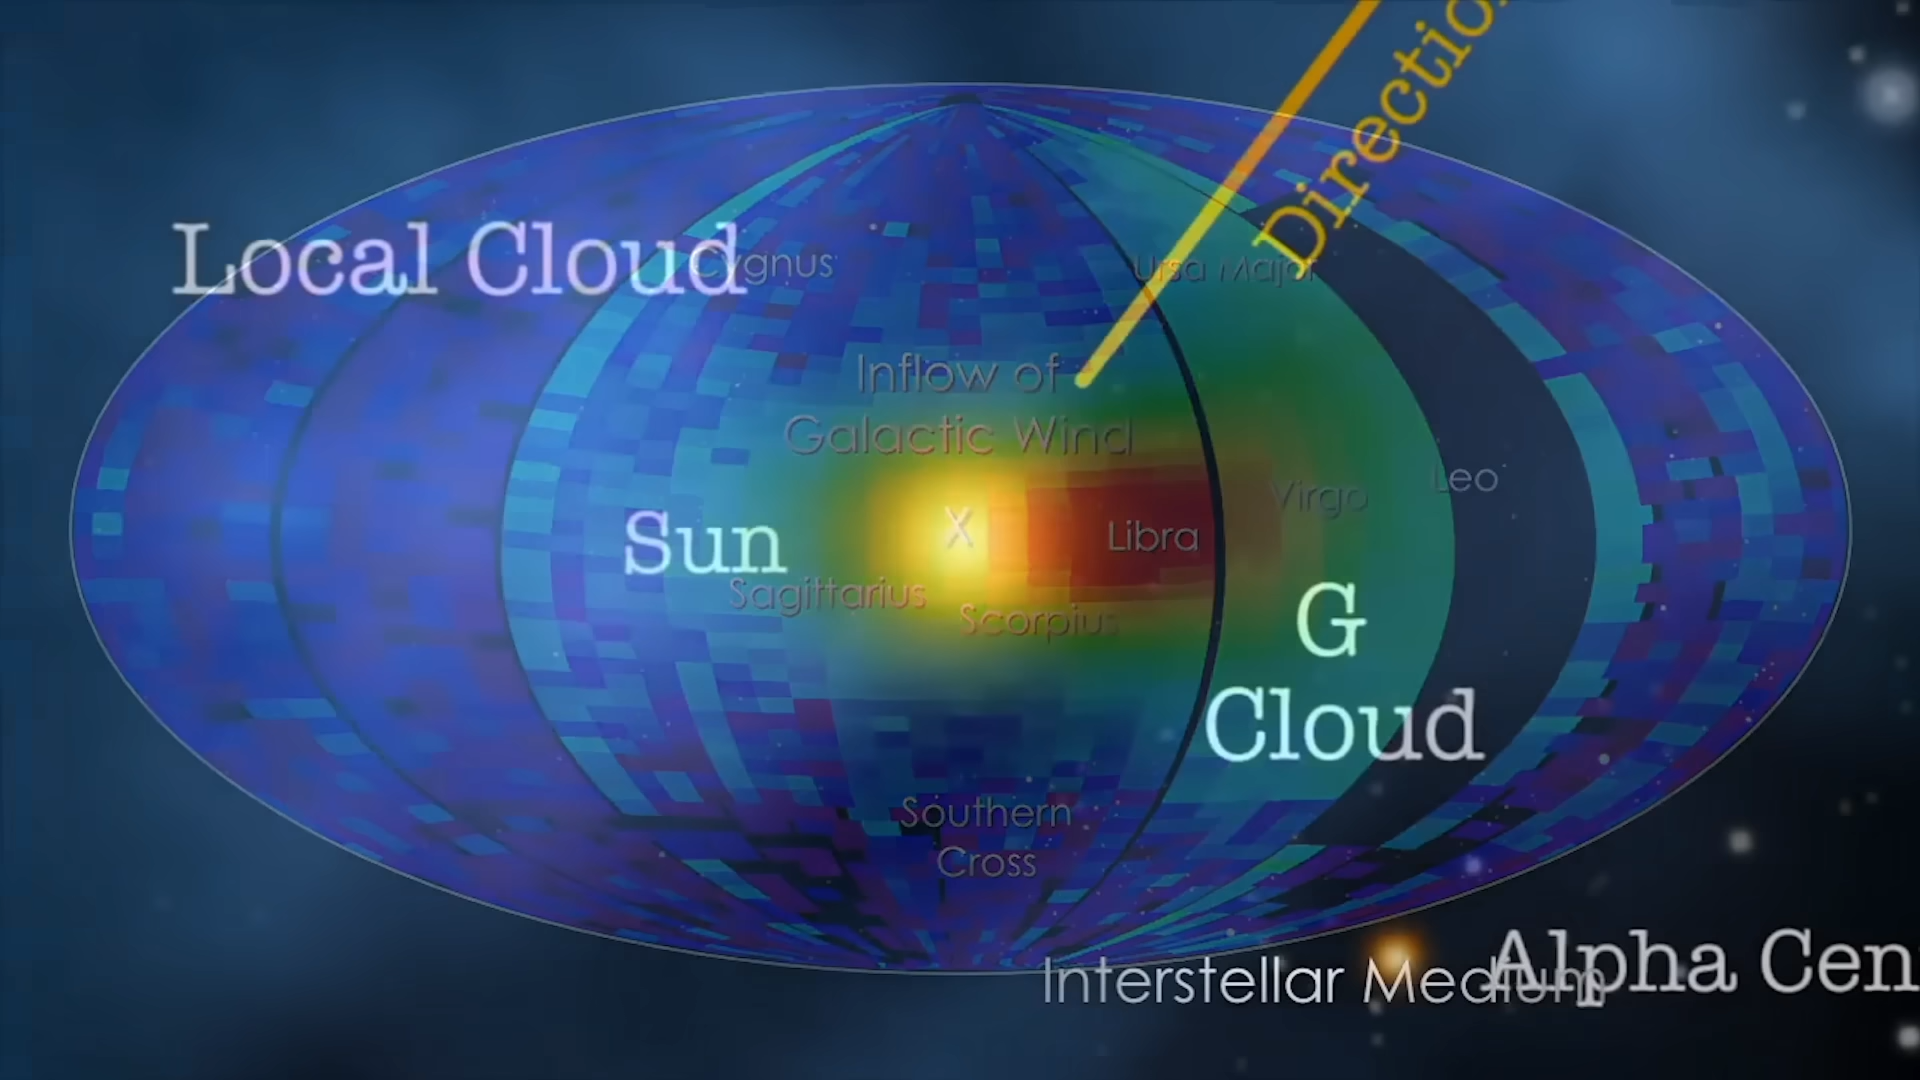 Directio
Local Cloud
Cygnus
Ursa Major
Inflow of
Galactic Wind
Leo
Virgo
X
Libra
Sun
Sagittarius
Scorpius
G
Cloud
Southern
Cross
Alpha Cen
Interstellar Medium